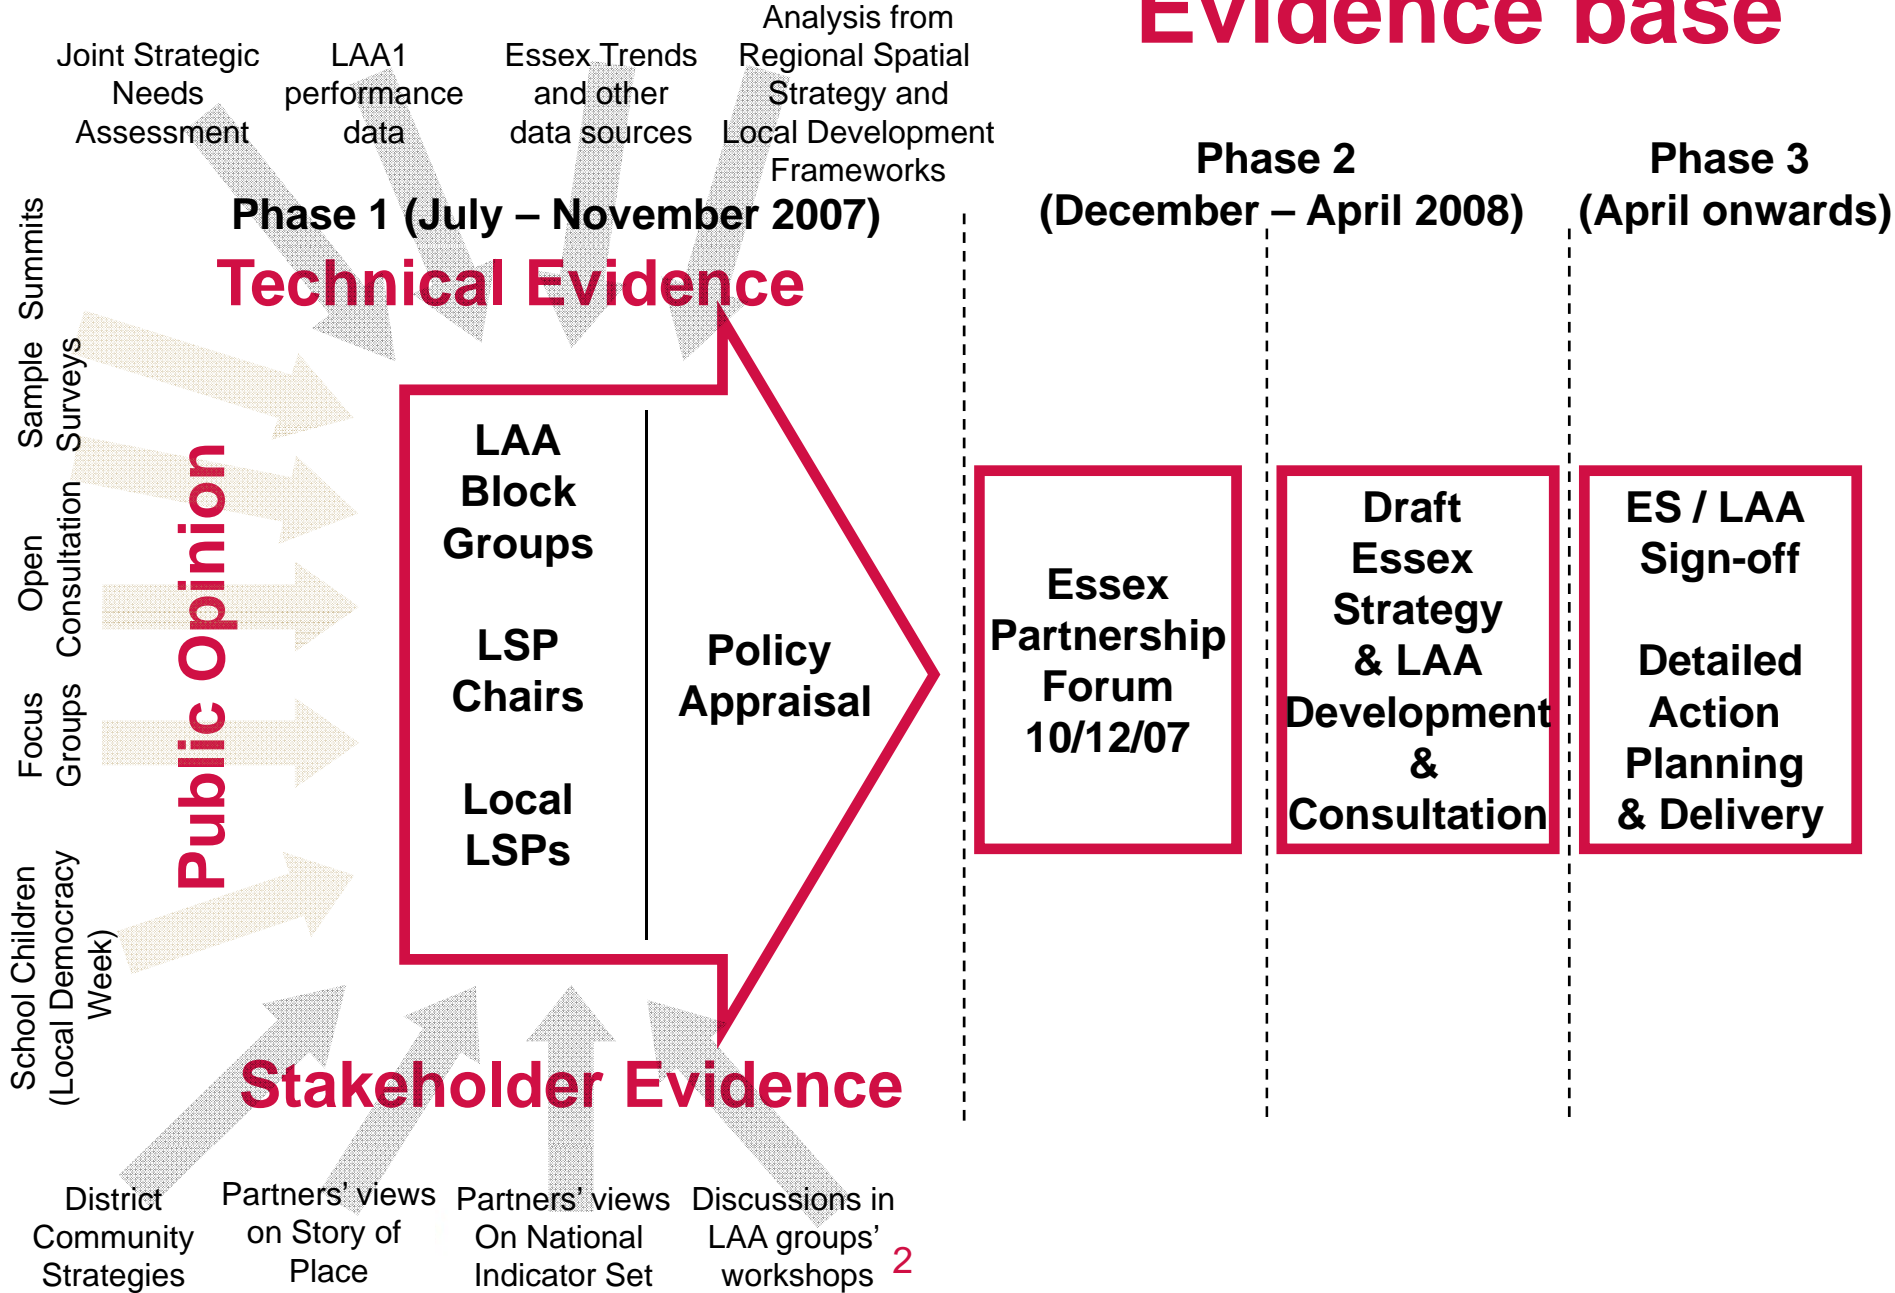 Evidence base
Joint Strategic
Needs
Assessment
LAA1
performance
data
Essex Trends
and other
data sources
Analysis from
Regional Spatial
Strategy and
Local Development
Frameworks
Phase 1 (July – November 2007)
Phase 2
(December – April 2008)
Phase 3
(April onwards)
Technical Evidence
Summits
Sample
Surveys
Open
Consultation
Focus
Groups
School Children
(Local Democracy
Week)
Public Opinion
LAA
Block
Groups
LSP
Chairs
Local
LSPs
Policy
Appraisal
Essex
Partnership
Forum
10/12/07
Draft
Essex
Strategy
& LAA
Development
&
Consultation
ES / LAA
Sign-off
Detailed
Action
Planning
& Delivery
Stakeholder Evidence
District
Community
Strategies
Partners’ views
on Story of
Place
Partners’ views
On National
Indicator Set
Discussions in
LAA groups’
workshops
2